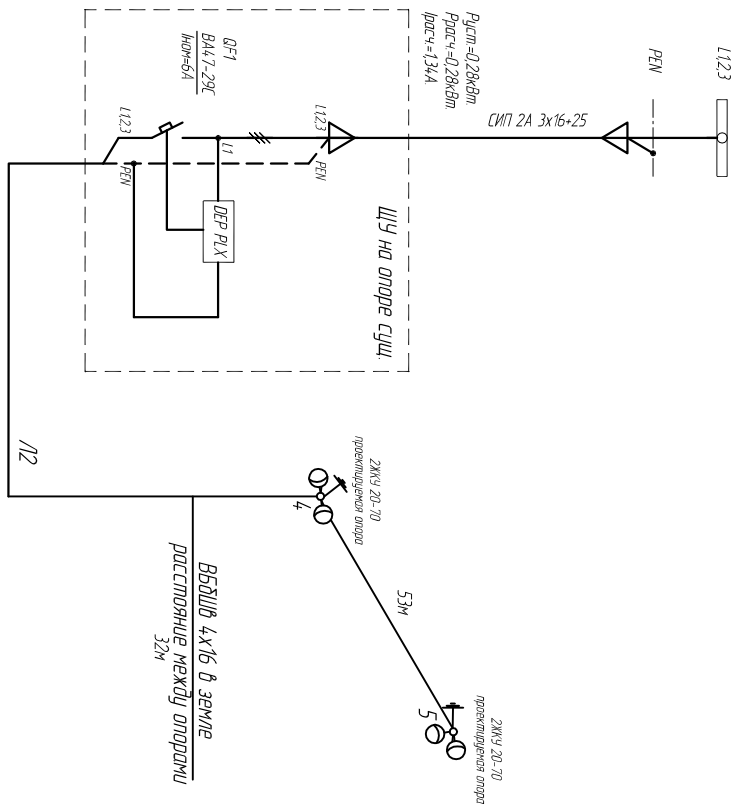 L1,2,3
PEN
СИП 2А 3х16+25
Руст.=0,28кВт.
Ррасч.=0,28кВт.
Iрасч.=1,34А.
ЩУ на опоре сущ.
L1,2,3
PEN
L1
DEP PLX
QF1
ВА47-29С
Iном=6А
L1,2,3
PEN
2ЖКУ 20-70
проектируемая опора
5
53м
2ЖКУ 20-70
проектируемая опора
4
Л2
ВБбШв 4х16 в земле
расстояние между опорами
32м